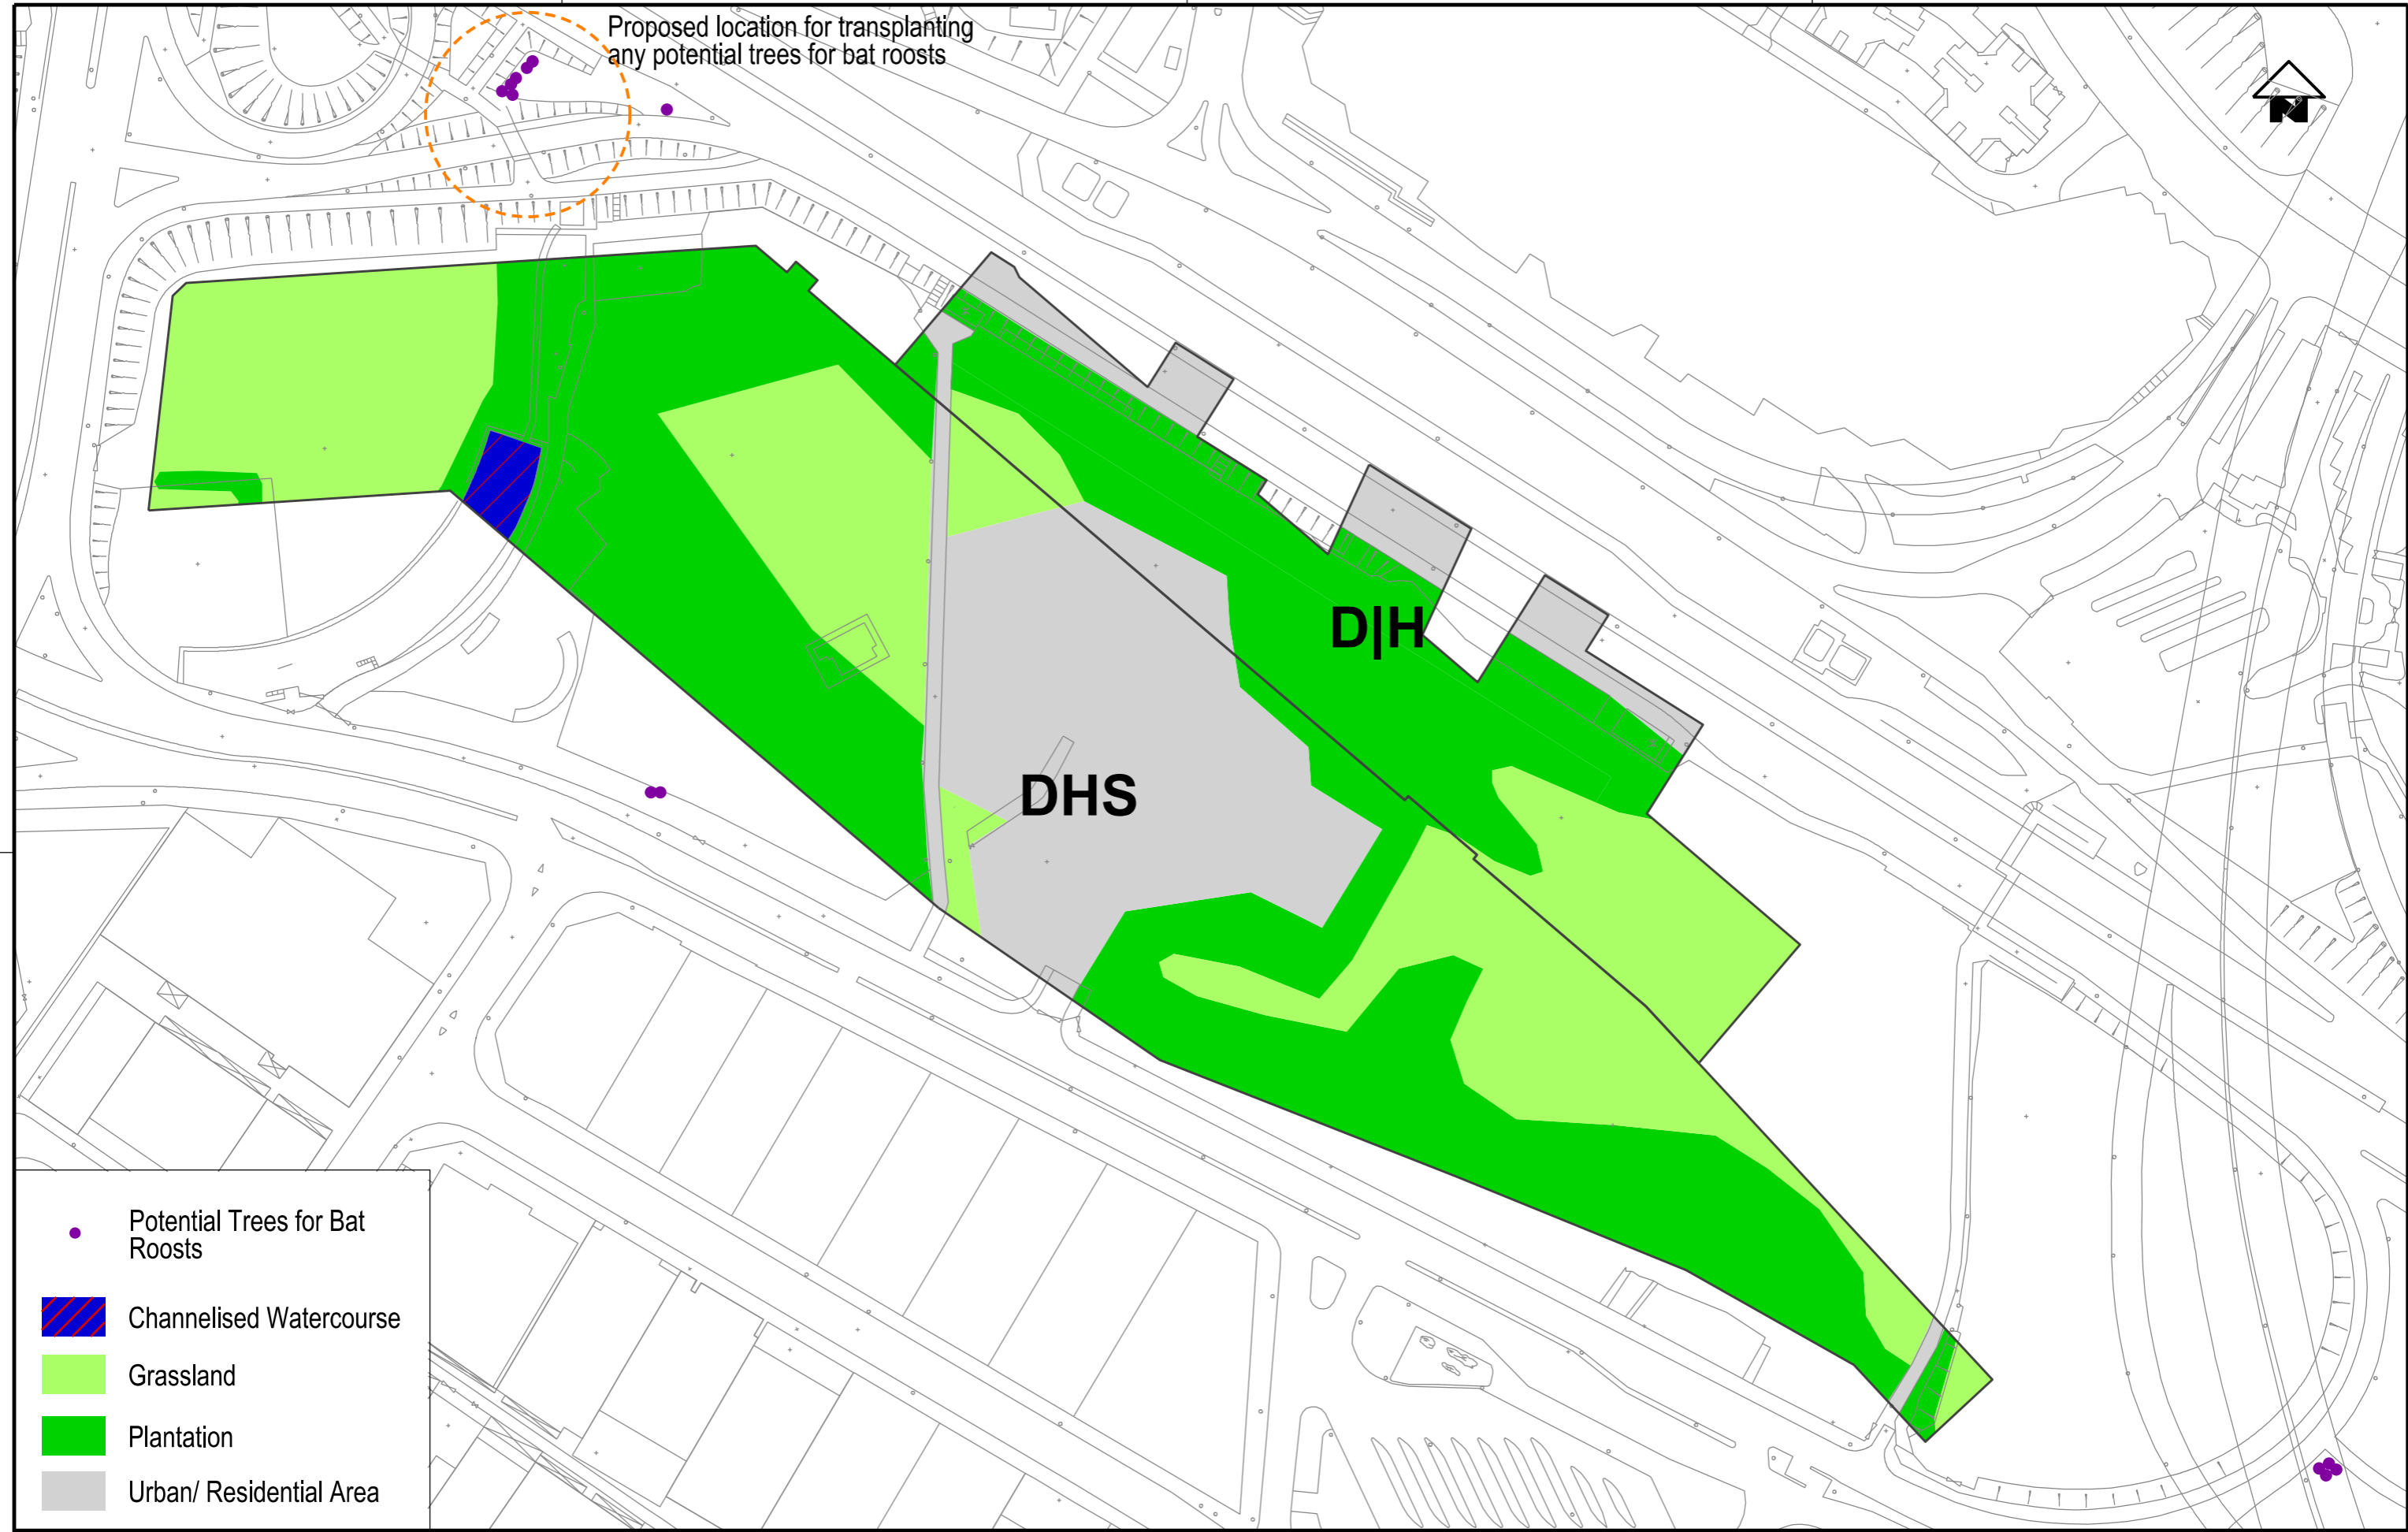 Proposed location for transplanting
any potential trees for bat roosts
N
D|H
DHS
Potential Trees for Bat
Roosts
Channelised Watercourse
Grassland
Plantation
Urban/ Residential Area